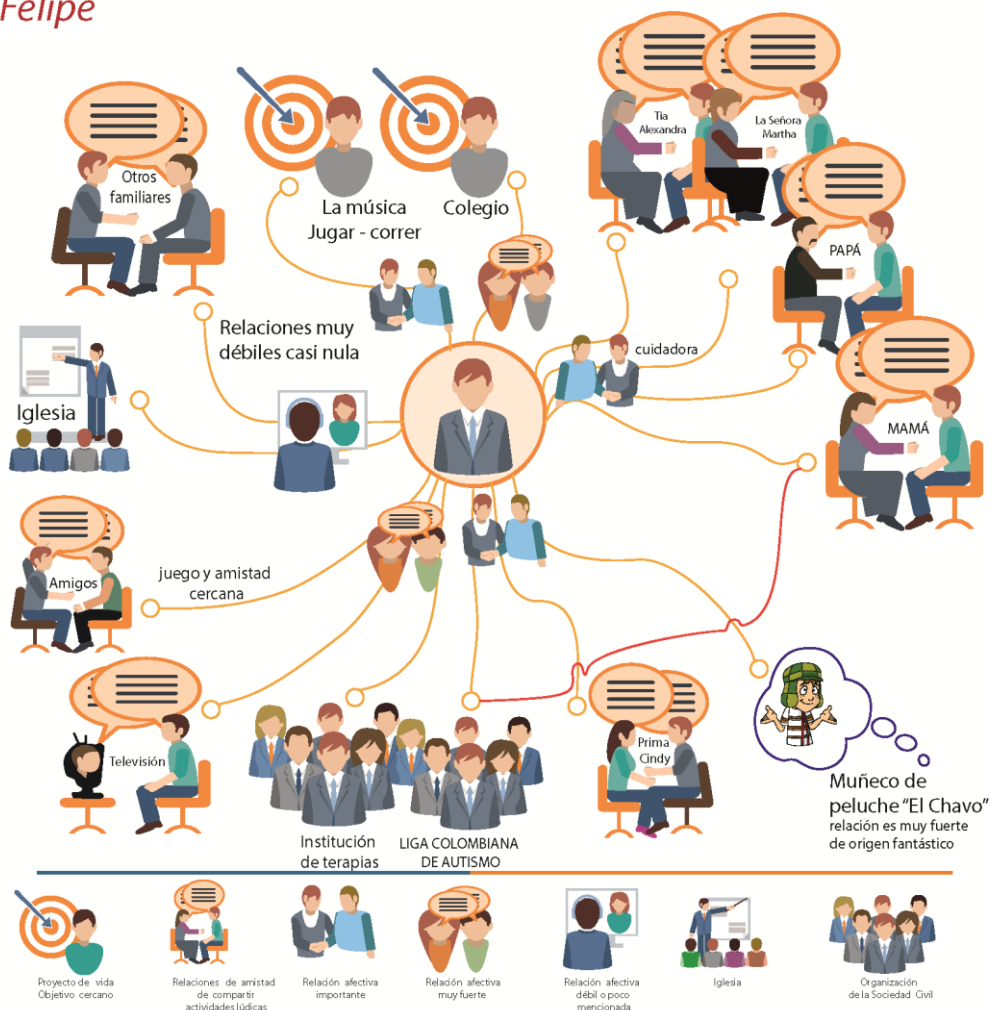 Felipe
Otros
familiares
La música
Jugar - correr
Colegio
Tía
Alexandra
La Señora
Martha
PAPÁ
MAMÁ
cuidadora
Relaciones muy
débiles casi nula
Iglesia
Amigos
juego y amistad
cercana
Televisión
Institución
de terapias
LIGA COLOMBIANA
DE AUTISMO
Prima
Cindy
Muñeco de
peluche “El Chavo”
relación es muy fuerte
de origen fantástico
Proyecto de vida
Objetivo cercano
Relaciones de amistad
de compartir
actividades lúdicas
Relación afectiva
importante
Relación afectiva
muy fuerte
Relación afectiva
débil o poco
mencionada
Iglesia
Organización
de la Sociedad Civil